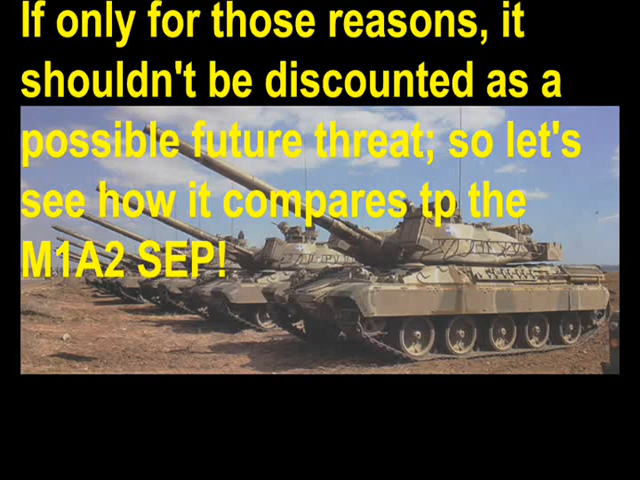 If only for those reasons, it
shouldn't be discounted as a
possible future threat; so let's
see how it compares tp the
M1A2 SEP!